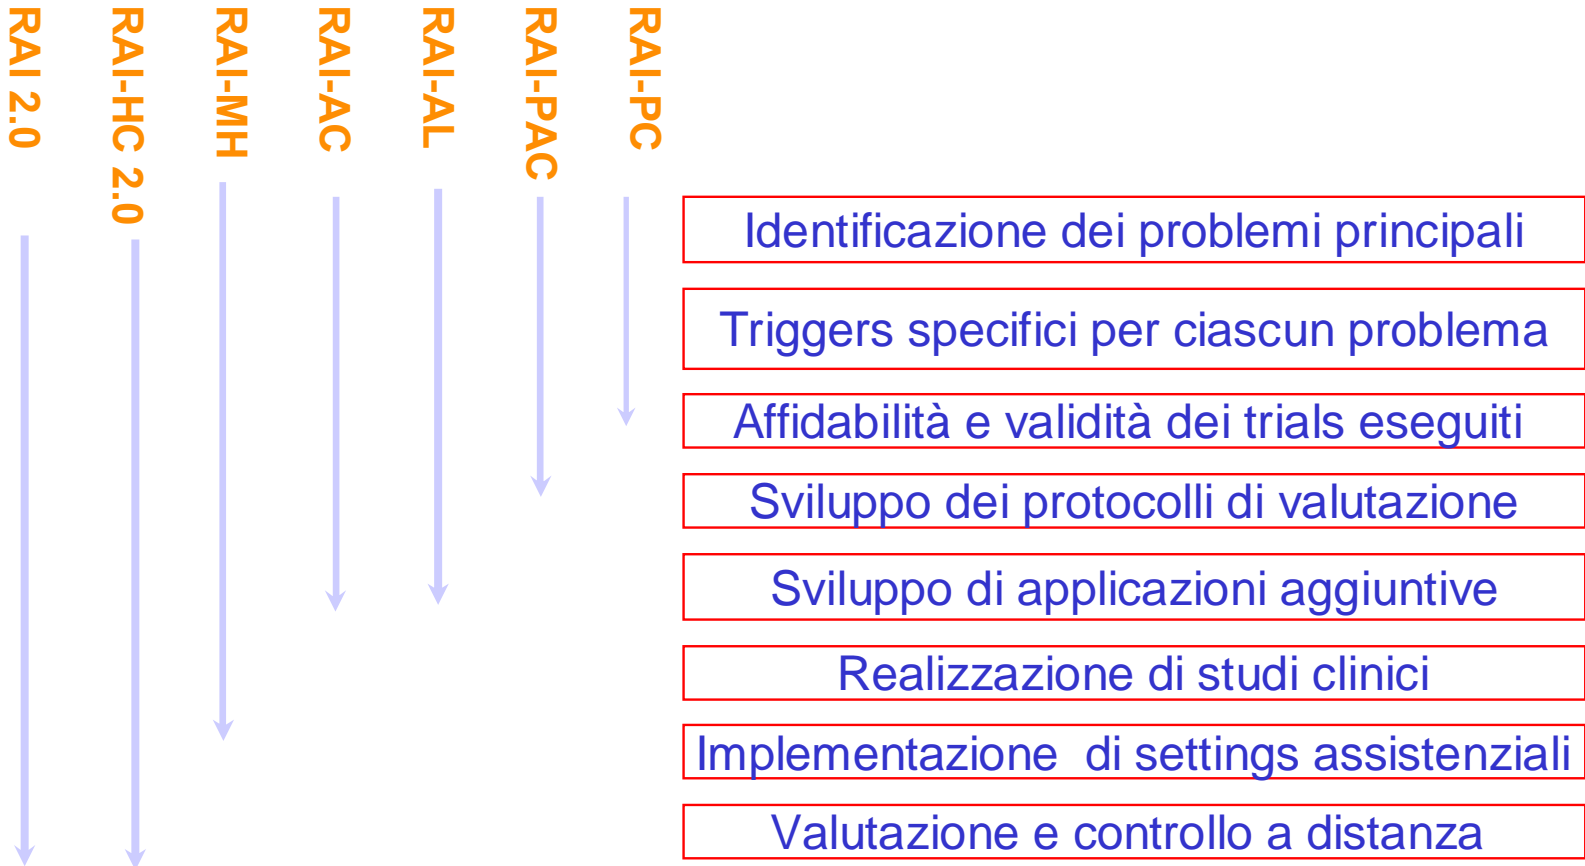 RAI 2.0
RAI-HC 2.0
RAI-MH
RAI-AC
RAI-AL
RAI-PAC
RAI-PC
Identificazione dei problemi principali
Triggers specifici per ciascun problema
Affidabilità e validità dei trials eseguiti
Sviluppo dei protocolli di valutazione
Sviluppo di applicazioni aggiuntive
Realizzazione di studi clinici
Implementazione di settings assistenziali
Valutazione e controllo a distanza